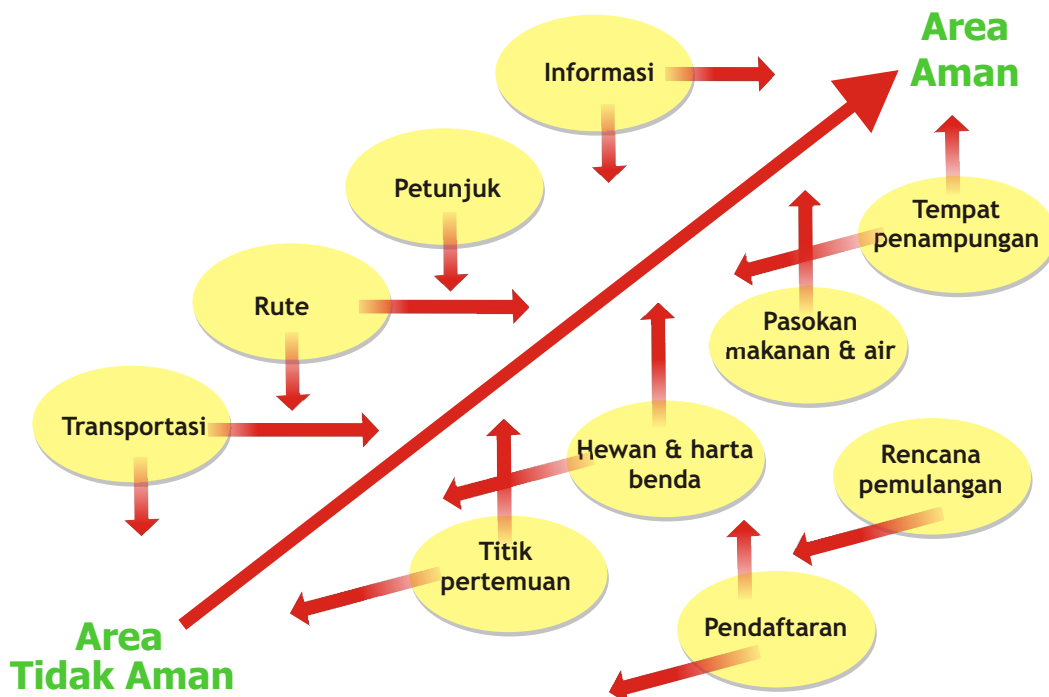 Area
Aman
Informasi
Petunjuk
Tempat
penampungan
Rute
Pasokan
makanan & air
Transportasi
Hewan & harta
benda
Rencana
pemulangan
Titik
pertemuan
Pendaftaran
Area
Tidak Aman